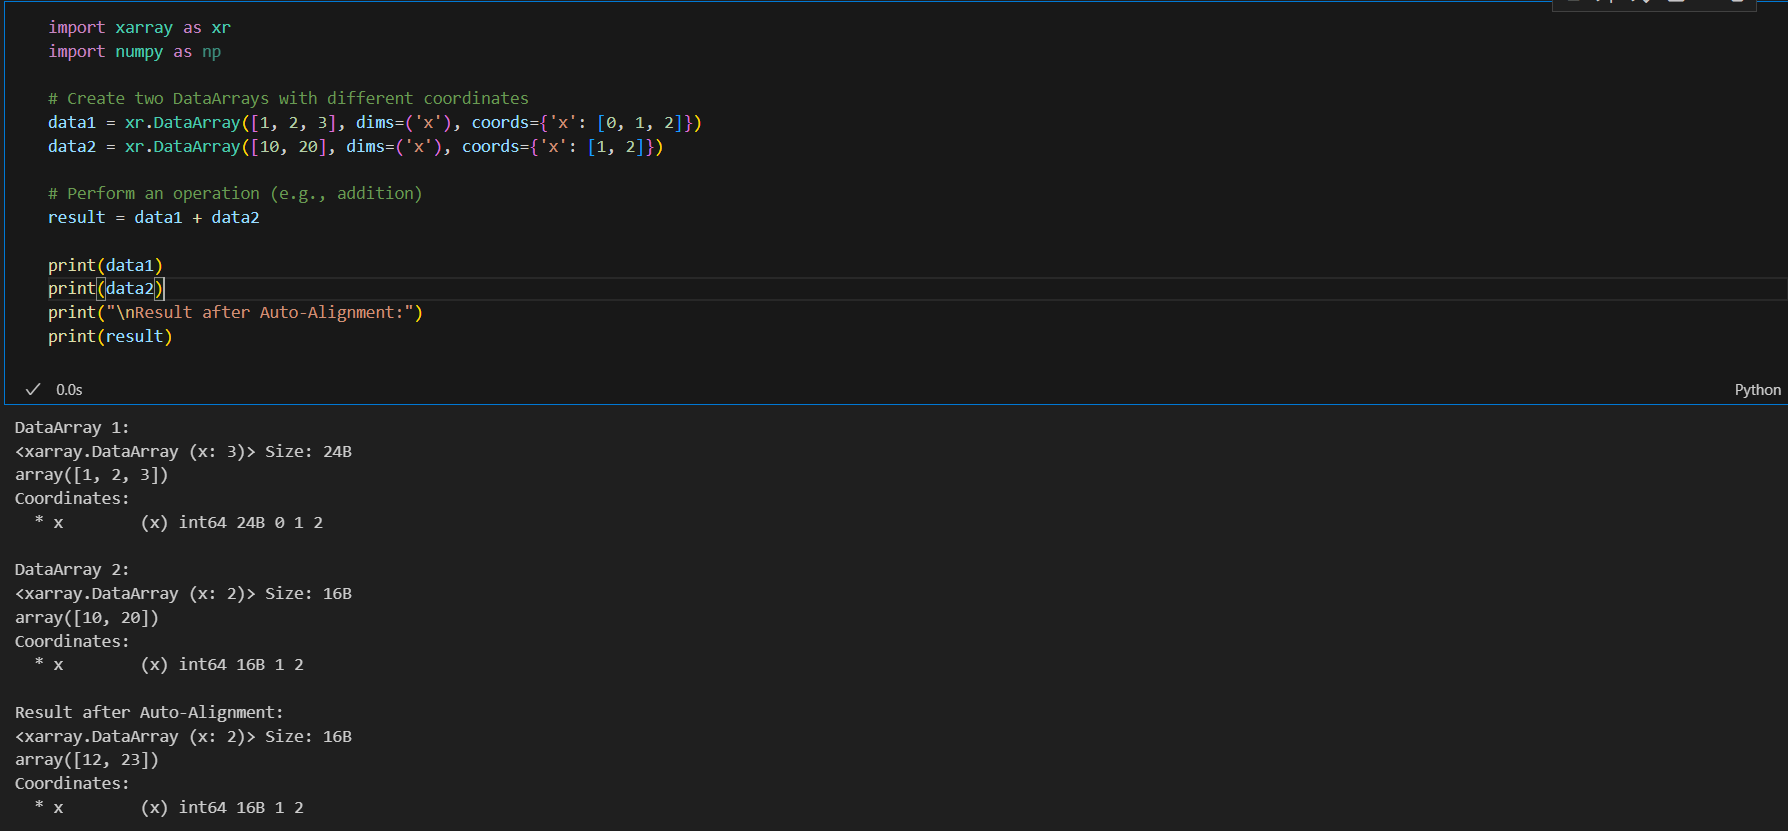 import xarray as xr
import numpy as np
# Create two DataArrays with different coordinates
data1 = xr.DataArray([1, 2, 3], dims=('x'), coords={'x': [0, 1, 2]})
data2 = xr.DataArray([10, 20], dims=('x'), coords={'x': [1, 2]})
# Perform an operation (e.g., addition)
result = data1 + data2
print(data1)
print(data2)
print("\nResult after Auto-Alignment:")
print(result)
0.0s
Python
DataArray 1:
<xarray.DataArray (x: 3)> Size: 24B
array([1, 2, 3])
Coordinates:
  * x        (x) int64 24B 0 1 2
DataArray 2:
<xarray.DataArray (x: 2)> Size: 16B
array([10, 20])
Coordinates:
  * x        (x) int64 16B 1 2
Result after Auto-Alignment:
<xarray.DataArray (x: 2)> Size: 16B
array([12, 23])
Coordinates:
  * x        (x) int64 16B 1 2